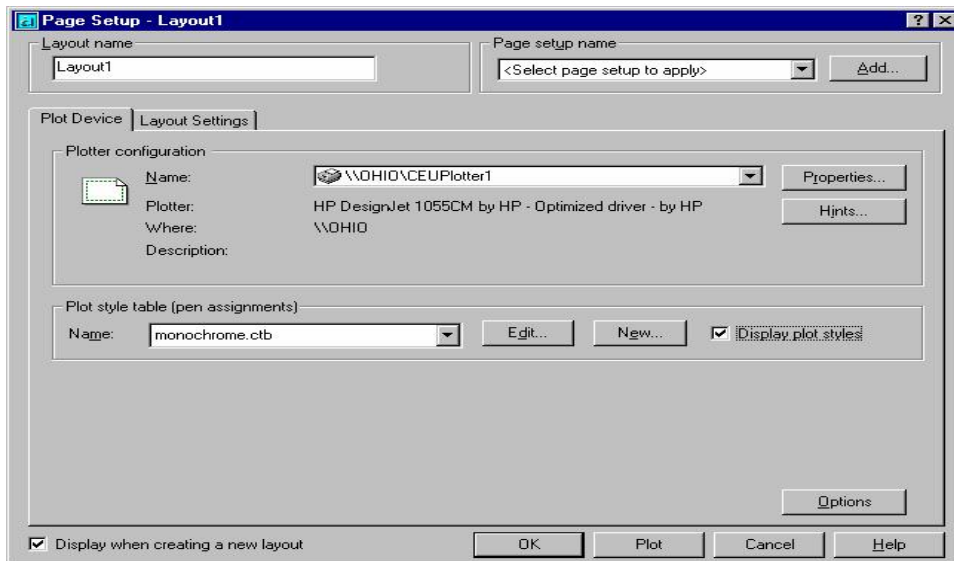 Page Setup - Layout1
Layout name
Layout1
Page setup name
<Select page setup to apply>
Add...
Plot Device
Layout Settings
Plotter configuration
Name:
\\OHIO\CEUPlotter1
Properties...
Plotter:
HP DesignJet 1055CM by HP - Optimized driver - by HP
Hints...
Where:
\\OHIO
Description:
Plot style table (pen assignments)
Name:
monochrome.ctb
Edit...
New...
Display plot styles
Options
Display when creating a new layout
OK
Plot
Cancel
Help